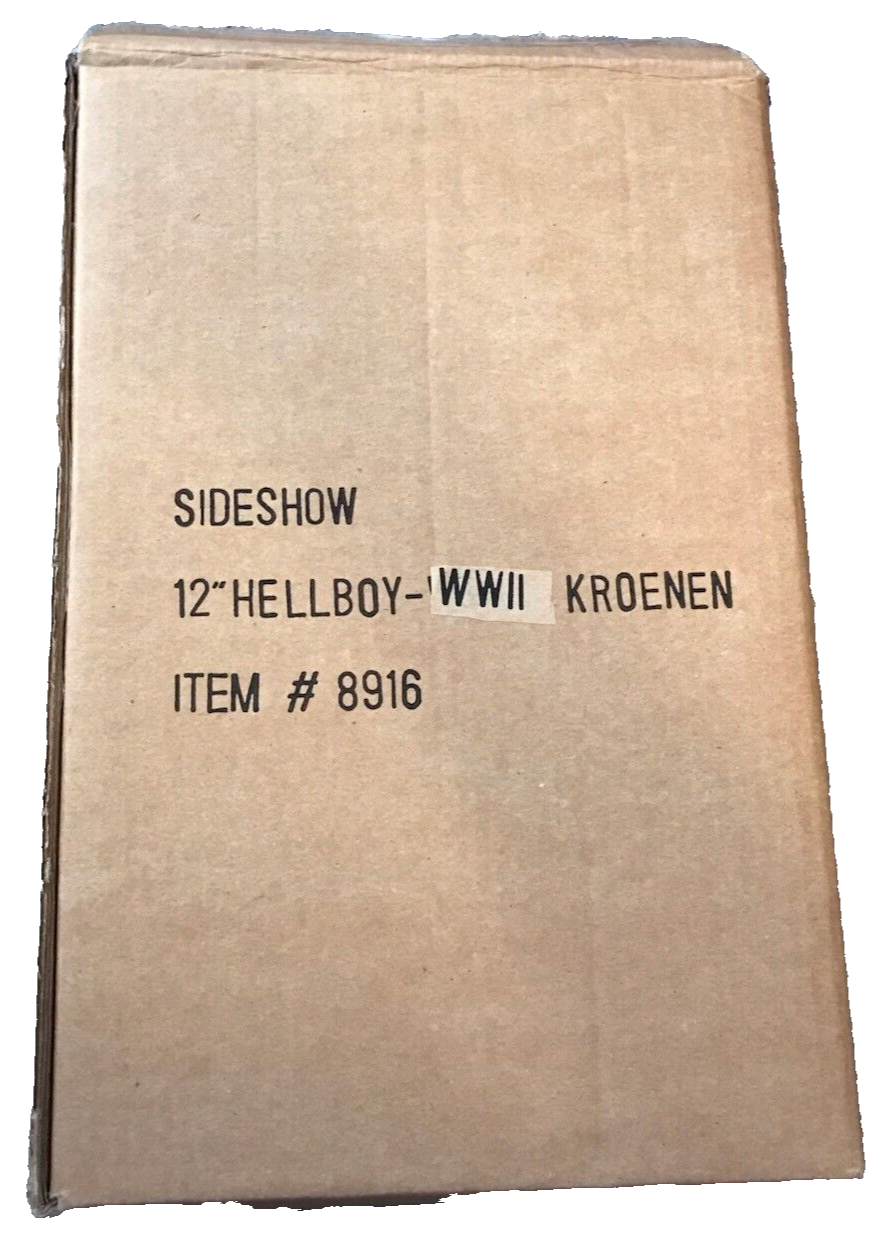 SIDESHOW
12"HELLBOY-WWII KROENEN
ITEM # 8916